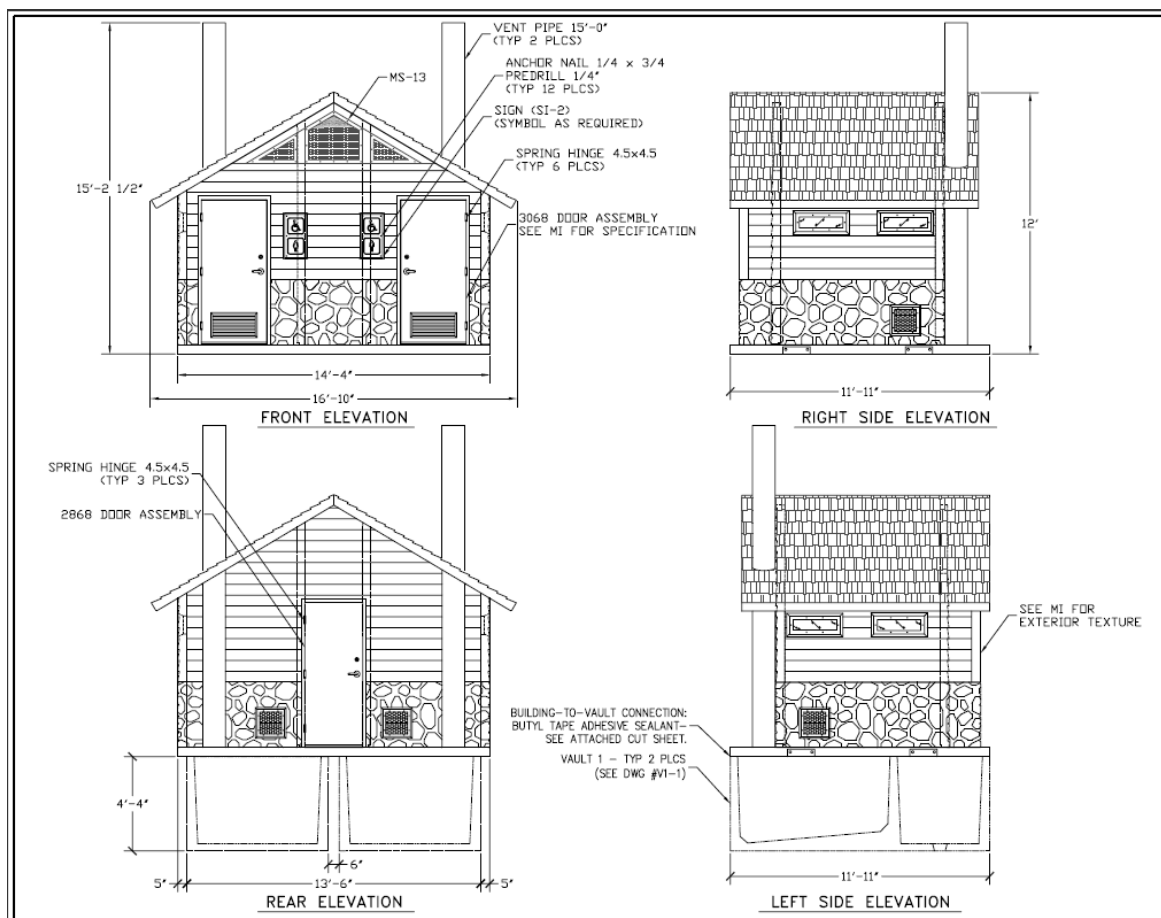 VENT PIPE 15'-0"
(TYP 2 PLCS)
ANCHOR NAIL 1/4 x 3/4
PREDRILL 1/4"
(TYP 12 PLCS)
MS-13
SIGN (SI-2)
(SYMBOL AS REQUIRED)
SPRING HINGE 4.5x4.5
(TYP 6 PLCS)
15'-2 1/2"
3068 DOOR ASSEMBLY
SEE MI FOR SPECIFICATION
14'-4"
16'-10"
FRONT ELEVATION
12'
11'-11"
RIGHT SIDE ELEVATION
SPRING HINGE 4.5x4.5
(TYP 3 PLCS)
2868 DOOR ASSEMBLY
4'-4"
6"
5"
13'-6"
5"
REAR ELEVATION
SEE MI FOR
EXTERIOR TEXTURE
BUILDING-TO-VAULT CONNECTION:
BUTYL TAPE ADHESIVE SEALANT-
SEE ATTACHED CUT SHEET.
VAULT 1 - TYP 2 PLCS
(SEE DWG #V1-1)
11'-11"
LEFT SIDE ELEVATION